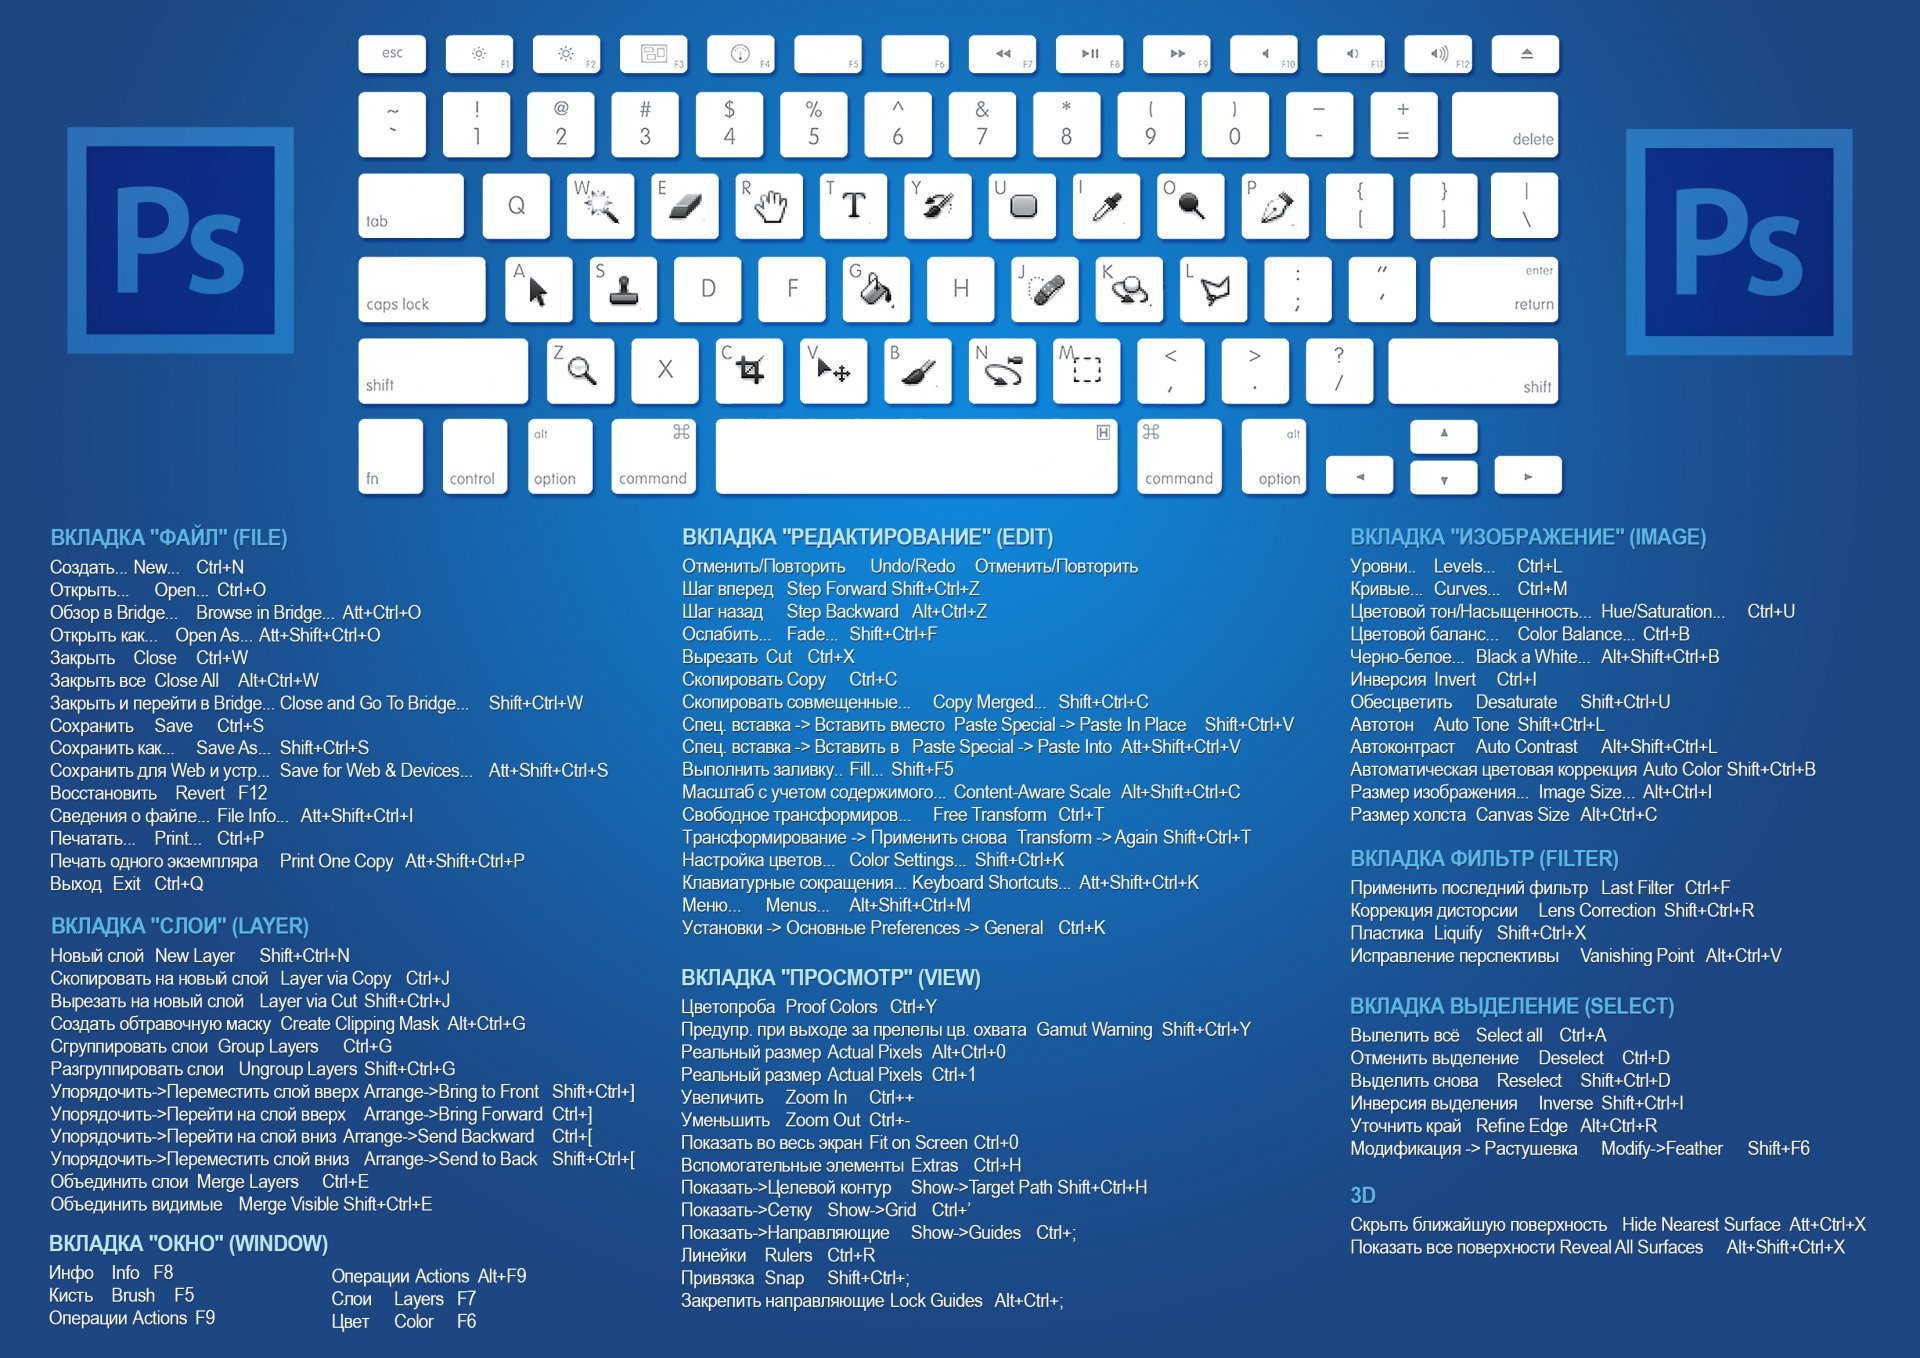 esc F1 F2 F3 F4 F5 F6 F7 F8 F9 F10 F11 F12
~ ` ! 1 @ 2 # 3 $ 4 % 5 ^ 6 & 7 * 8 ( 9 ) 0 – - + = delete
tab Q W E R T Y U I O P { [ } ] | \
caps lock A S D F G H J K L : ; " ' enter return
shift Z X C V B N M < , > . ? / shift
fn control alt option ⌘ command H ⌘ command alt option
Ps
Ps
ВКЛАДКА "ФАЙЛ" (FILE)
Создать... New... Ctrl+N
Открыть... Open... Ctrl+O
Обзор в Bridge... Browse in Bridge... Att+Ctrl+O
Открыть как... Open As... Att+Shift+Ctrl+O
Закрыть Close Ctrl+W
Закрыть все Close All Alt+Ctrl+W
Закрыть и перейти в Bridge... Close and Go To Bridge... Shift+Ctrl+W
Сохранить Save Ctrl+S
Сохранить как... Save As... Shift+Ctrl+S
Сохранить для Web и устр... Save for Web & Devices... Att+Shift+Ctrl+S
Восстановить Revert F12
Сведения о файле... File Info... Att+Shift+Ctrl+I
Печатать... Print... Ctrl+P
Печать одного экземпляра Print One Copy Att+Shift+Ctrl+P
Выход Exit Ctrl+Q
ВКЛАДКА "СЛОИ" (LAYER)
Новый слой New Layer Shift+Ctrl+N
Скопировать на новый слой Layer via Copy Ctrl+J
Вырезать на новый слой Layer via Cut Shift+Ctrl+J
Создать обтравочную маску Create Clipping Mask Alt+Ctrl+G
Сгруппировать слои Group Layers Ctrl+G
Разгруппировать слои Ungroup Layers Shift+Ctrl+G
Упорядочить->Переместить слой вверх Arrange->Bring to Front Shift+Ctrl+]
Упорядочить->Перейти на слой вверх Arrange->Bring Forward Ctrl+]
Упорядочить->Перейти на слой вниз Arrange->Send Backward Ctrl+[
Упорядочить->Переместить слой вниз Arrange->Send to Back Shift+Ctrl+[
Объединить слои Merge Layers Ctrl+E
Объединить видимые Merge Visible Shift+Ctrl+E
ВКЛАДКА "ОКНО" (WINDOW)
Инфо Info F8
Кисть Brush F5
Операции Actions F9
Операции Actions Alt+F9
Слои Layers F7
Цвет Color F6
ВКЛАДКА "РЕДАКТИРОВАНИЕ" (EDIT)
Отменить/Повторить Undo/Redo Отменить/Повторить
Шаг вперед Step Forward Shift+Ctrl+Z
Шаг назад Step Backward Alt+Ctrl+Z
Ослабить... Fade... Shift+Ctrl+F
Вырезать Cut Ctrl+X
Скопировать Copy Ctrl+C
Скопировать совмещенные... Copy Merged... Shift+Ctrl+C
Спец. вставка -> Вставить вместо Paste Special -> Paste In Place Shift+Ctrl+V
Спец. вставка -> Вставить в Paste Special -> Paste Into Att+Shift+Ctrl+V
Выполнить заливку.. Fill... Shift+F5
Масштаб с учетом содержимого... Content-Aware Scale Alt+Shift+Ctrl+C
Свободное трансформиров... Free Transform Ctrl+T
Трансформирование -> Применить снова Transform -> Again Shift+Ctrl+T
Настройка цветов... Color Settings... Shift+Ctrl+K
Клавиатурные сокращения... Keyboard Shortcuts... Att+Shift+Ctrl+K
Меню... Menus... Alt+Shift+Ctrl+M
Установки -> Основные Preferences -> General Ctrl+K
ВКЛАДКА "ПРОСМОТР" (VIEW)
Цветопроба Proof Colors Ctrl+Y
Предупр. при выходе за прелелы цв. охвата Gamut Warning Shift+Ctrl+Y
Реальный размер Actual Pixels Alt+Ctrl+0
Реальный размер Actual Pixels Ctrl+1
Увеличить Zoom In Ctrl++
Уменьшить Zoom Out Ctrl+-
Показать во весь экран Fit on Screen Ctrl+0
Вспомогательные элементы Extras Ctrl+H
Показать->Целевой контур Show->Target Path Shift+Ctrl+H
Показать->Сетку Show->Grid Ctrl+'
Показать->Направляющие Show->Guides Ctrl+;
Линейки Rulers Ctrl+R
Привязка Snap Shift+Ctrl+;
Закрепить направляющие Lock Guides Alt+Ctrl+;
ВКЛАДКА "ИЗОБРАЖЕНИЕ" (IMAGE)
Уровни.. Levels... Ctrl+L
Кривые... Curves... Ctrl+M
Цветовой тон/Насыщенность... Hue/Saturation... Ctrl+U
Цветовой баланс... Color Balance... Ctrl+B
Черно-белое... Black a White... Alt+Shift+Ctrl+B
Инверсия Invert Ctrl+I
Обесцветить Desaturate Shift+Ctrl+U
Автотон Auto Tone Shift+Ctrl+L
Автоконтраст Auto Contrast Alt+Shift+Ctrl+L
Автоматическая цветовая коррекция Auto Color Shift+Ctrl+B
Размер изображения... Image Size... Alt+Ctrl+I
Размер холста Canvas Size Alt+Ctrl+C
ВКЛАДКА ФИЛЬТР (FILTER)
Применить последний фильтр Last Filter Ctrl+F
Коррекция дисторсии Lens Correction Shift+Ctrl+R
Пластика Liquify Shift+Ctrl+X
Исправление перспективы Vanishing Point Alt+Ctrl+V
ВКЛАДКА ВЫДЕЛЕНИЕ (SELECT)
Вылелить всё Select all Ctrl+A
Отменить выделение Deselect Ctrl+D
Выделить снова Reselect Shift+Ctrl+D
Инверсия выделения Inverse Shift+Ctrl+I
Уточнить край Refine Edge Alt+Ctrl+R
Модификация -> Растушевка Modify->Feather Shift+F6
3D
Скрыть ближайшую поверхность Hide Nearest Surface Att+Ctrl+X
Показать все поверхности Reveal All Surfaces Alt+Shift+Ctrl+X